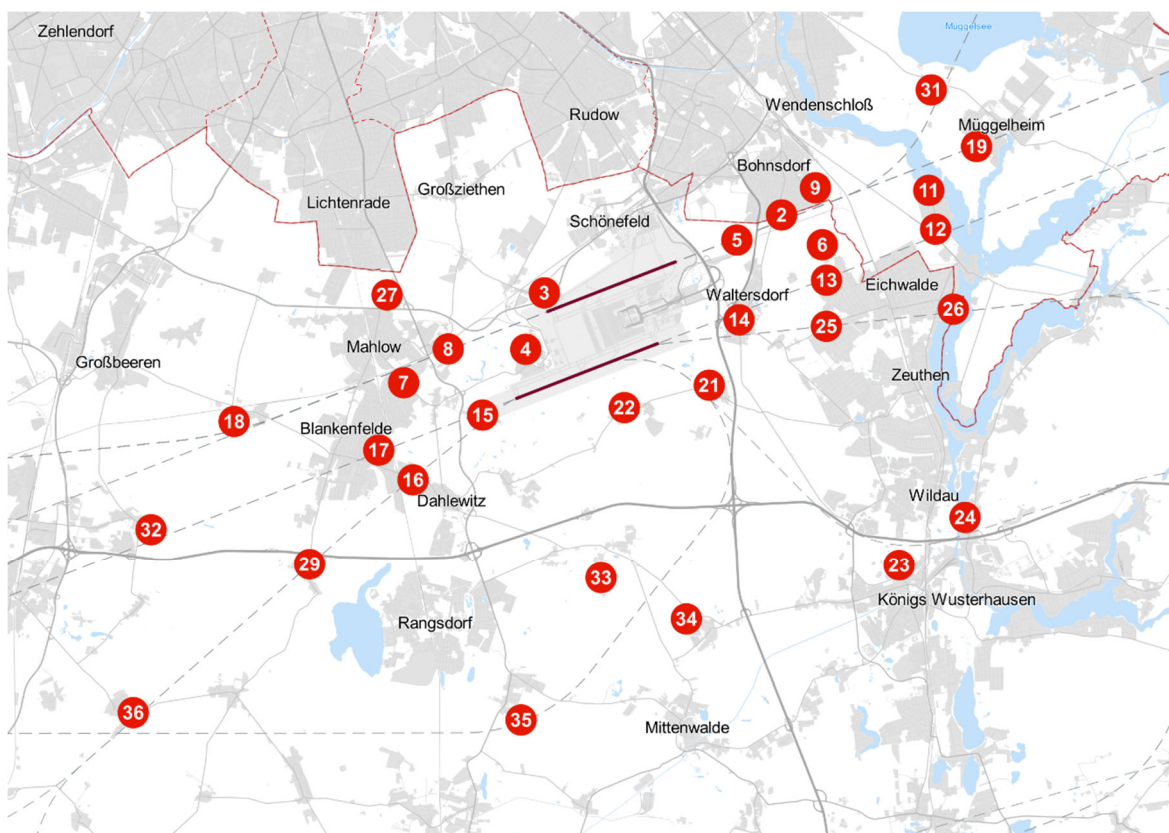 Zehlendorf
Muggelsee
31
Wendenschloß
Rudow
Müggelheim
19
Bohnsdorf
Großziethen
9
11
Lichtenrade
2
Schönefeld
12
5
6
13
Eichwalde
3
27
Waltersdorf
26
14
25
Mahlow
8
4
Großbeeren
Zeuthen
7
21
22
15
18
Blankenfelde
17
16
Dahlewitz
Wildau
24
32
29
23
33
Königs Wusterhausen
Rangsdorf
34
36
35
Mittenwalde